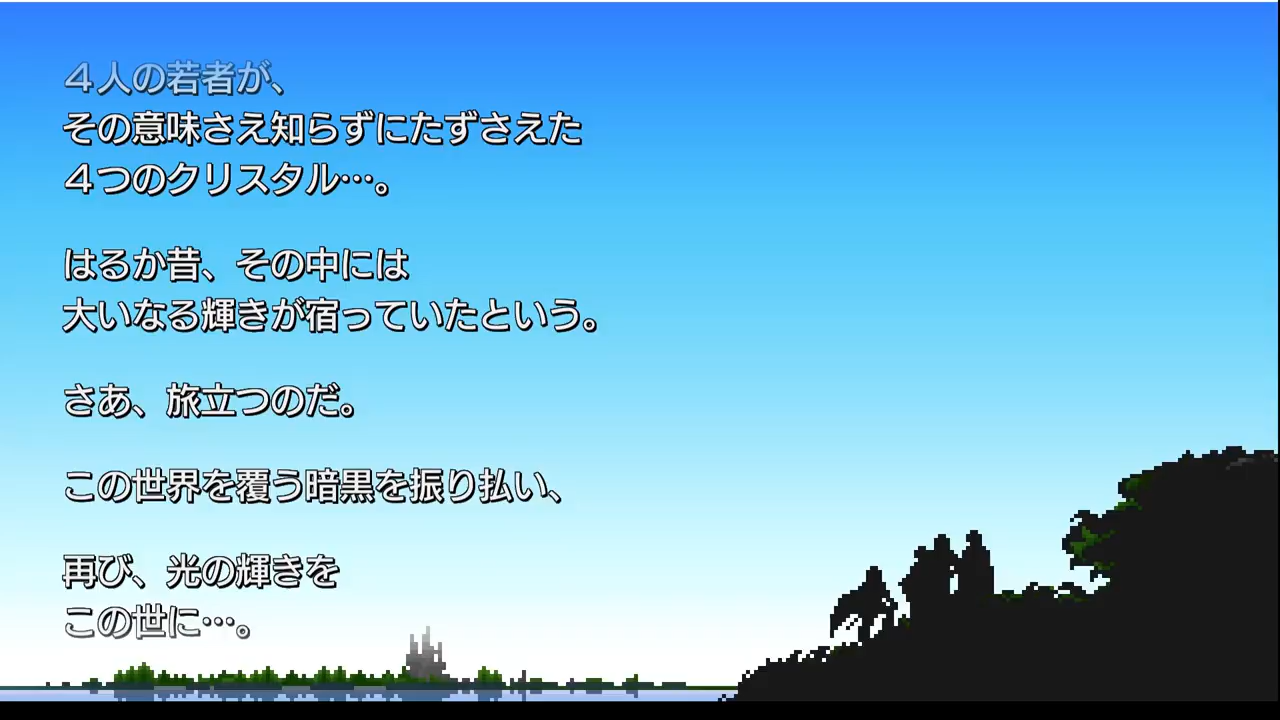 ４人の若者が、
その意味さえ知らずにたずさえた
４つのクリスタル…。
はるか昔、その中には
大いなる輝きが宿っていたという。
さあ、旅立つのだ。
この世界を覆う暗黒を振り払い、
再び、光の輝きを
この世に…。